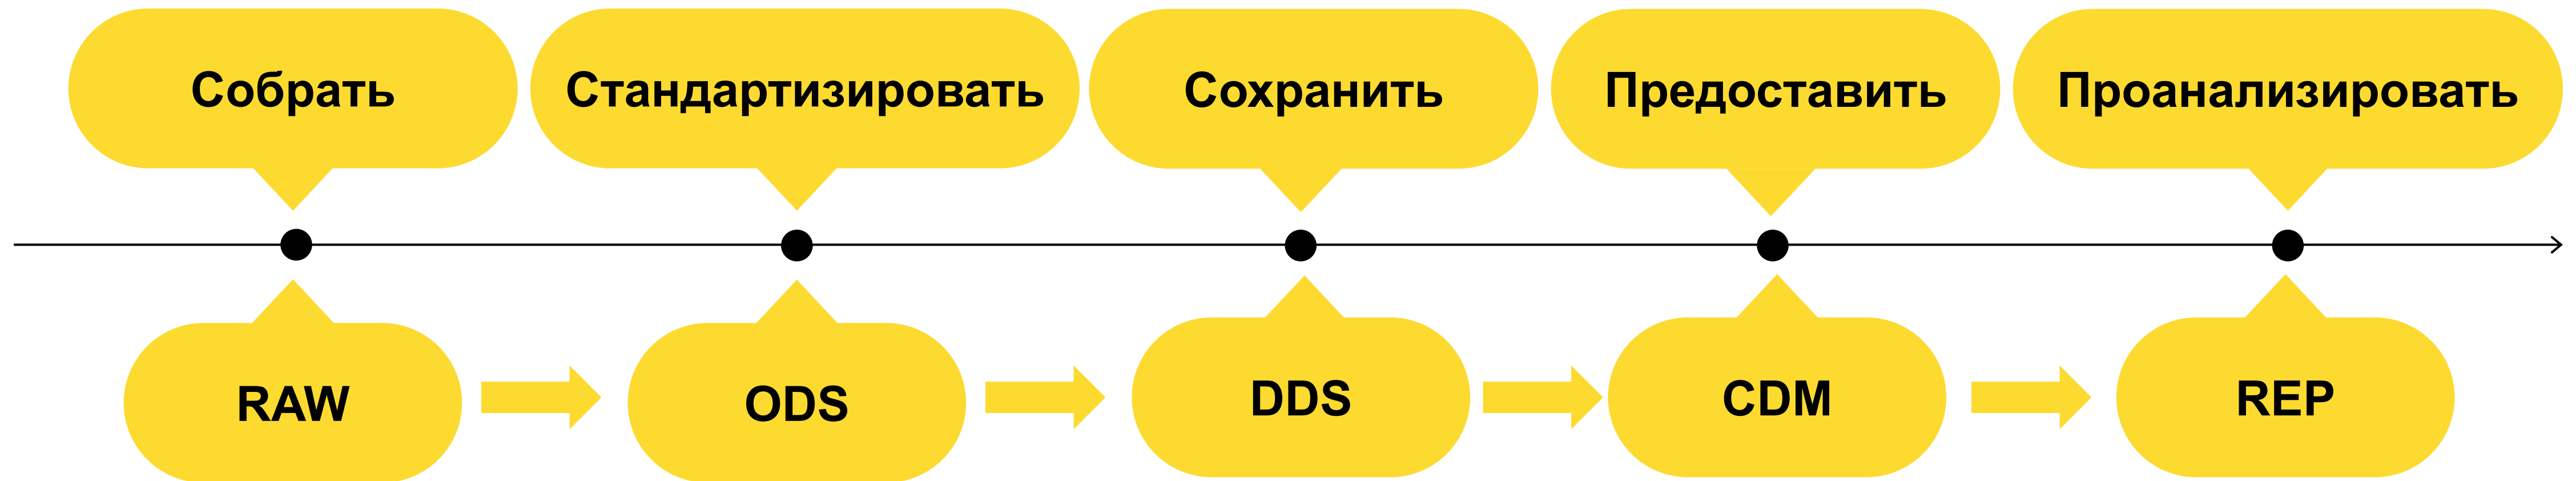 Собрать
Стандартизировать
Сохранить
Предоставить
Проанализировать
RAW
ODS
DDS
CDM
REP